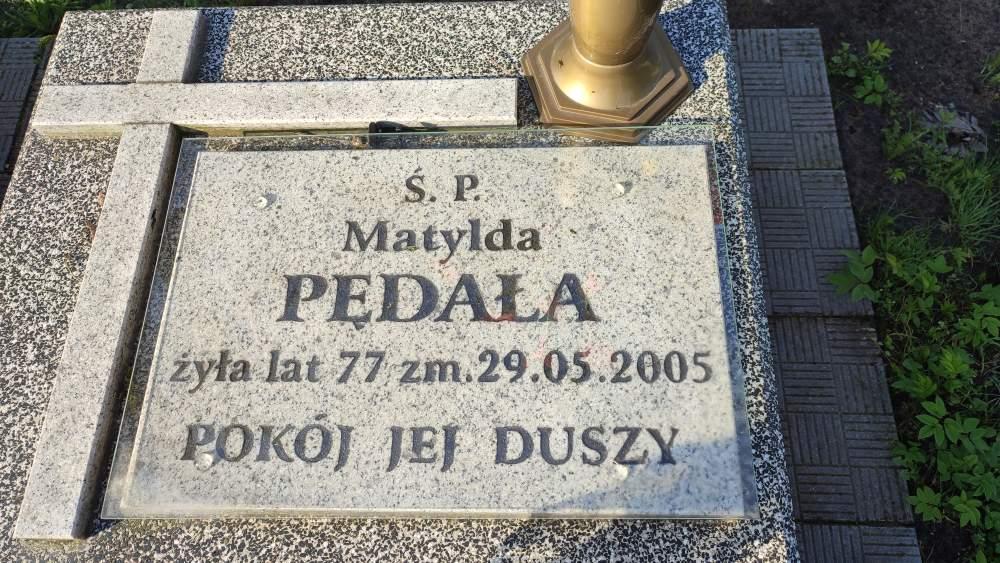 Ś. P.
Matylda
PĘDAŁA
żyła lat 77 zm.29.05.2005
POKÓJ JEJ DUSZY